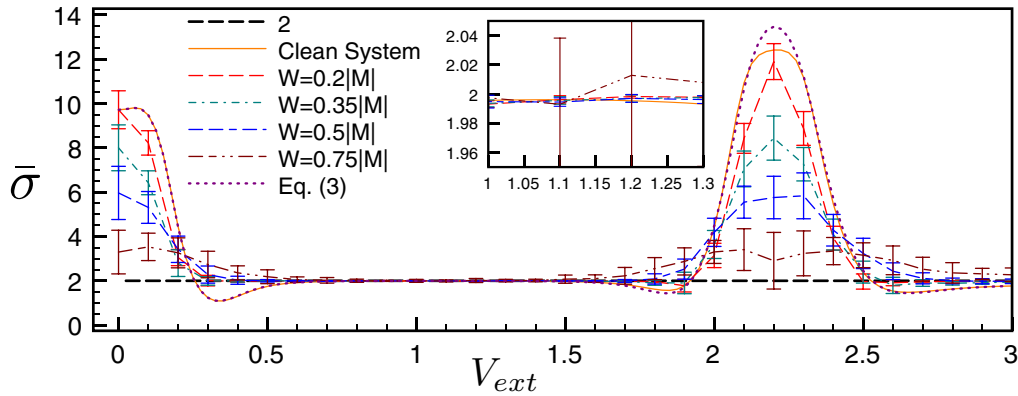 14
12
10
8
6
4
2
0
σ̄
2
Clean System
W=0.2|M|
W=0.35|M|
W=0.5|M|
W=0.75|M|
Eq. (3)
2.04
2.02
2
1.98
1.96
1 1.05 1.1 1.15 1.2 1.25 1.3
0 0.5 1 1.5 2 2.5 3
V_ext